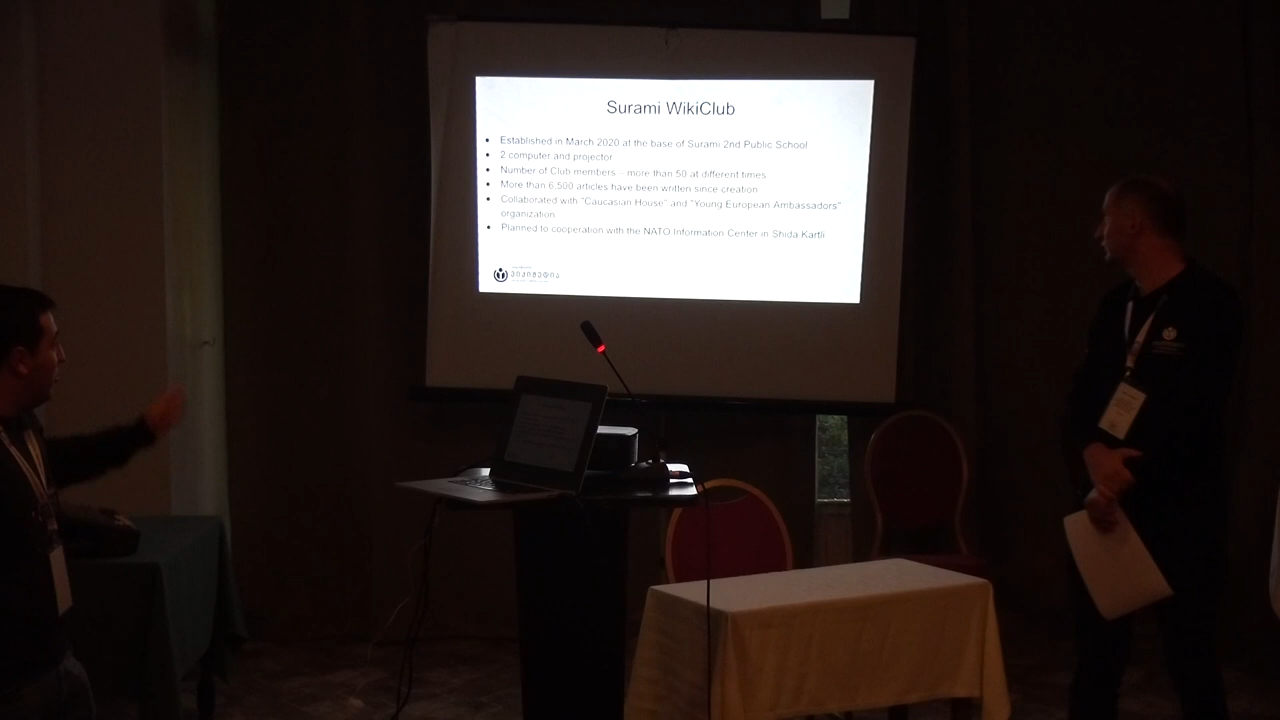 Surami WikiClub
Established in March 2020 at the base of Surami 2nd Public School
2 computer and projector
Number of Club members – more than 50 at different times
More than 6,500 articles have been written since creation
Collaborated with "Caucasian House" and "Young European Ambassadors"
organization
Planned to cooperation with the NATO Information Center in Shida Kartli
ვიკიმედია